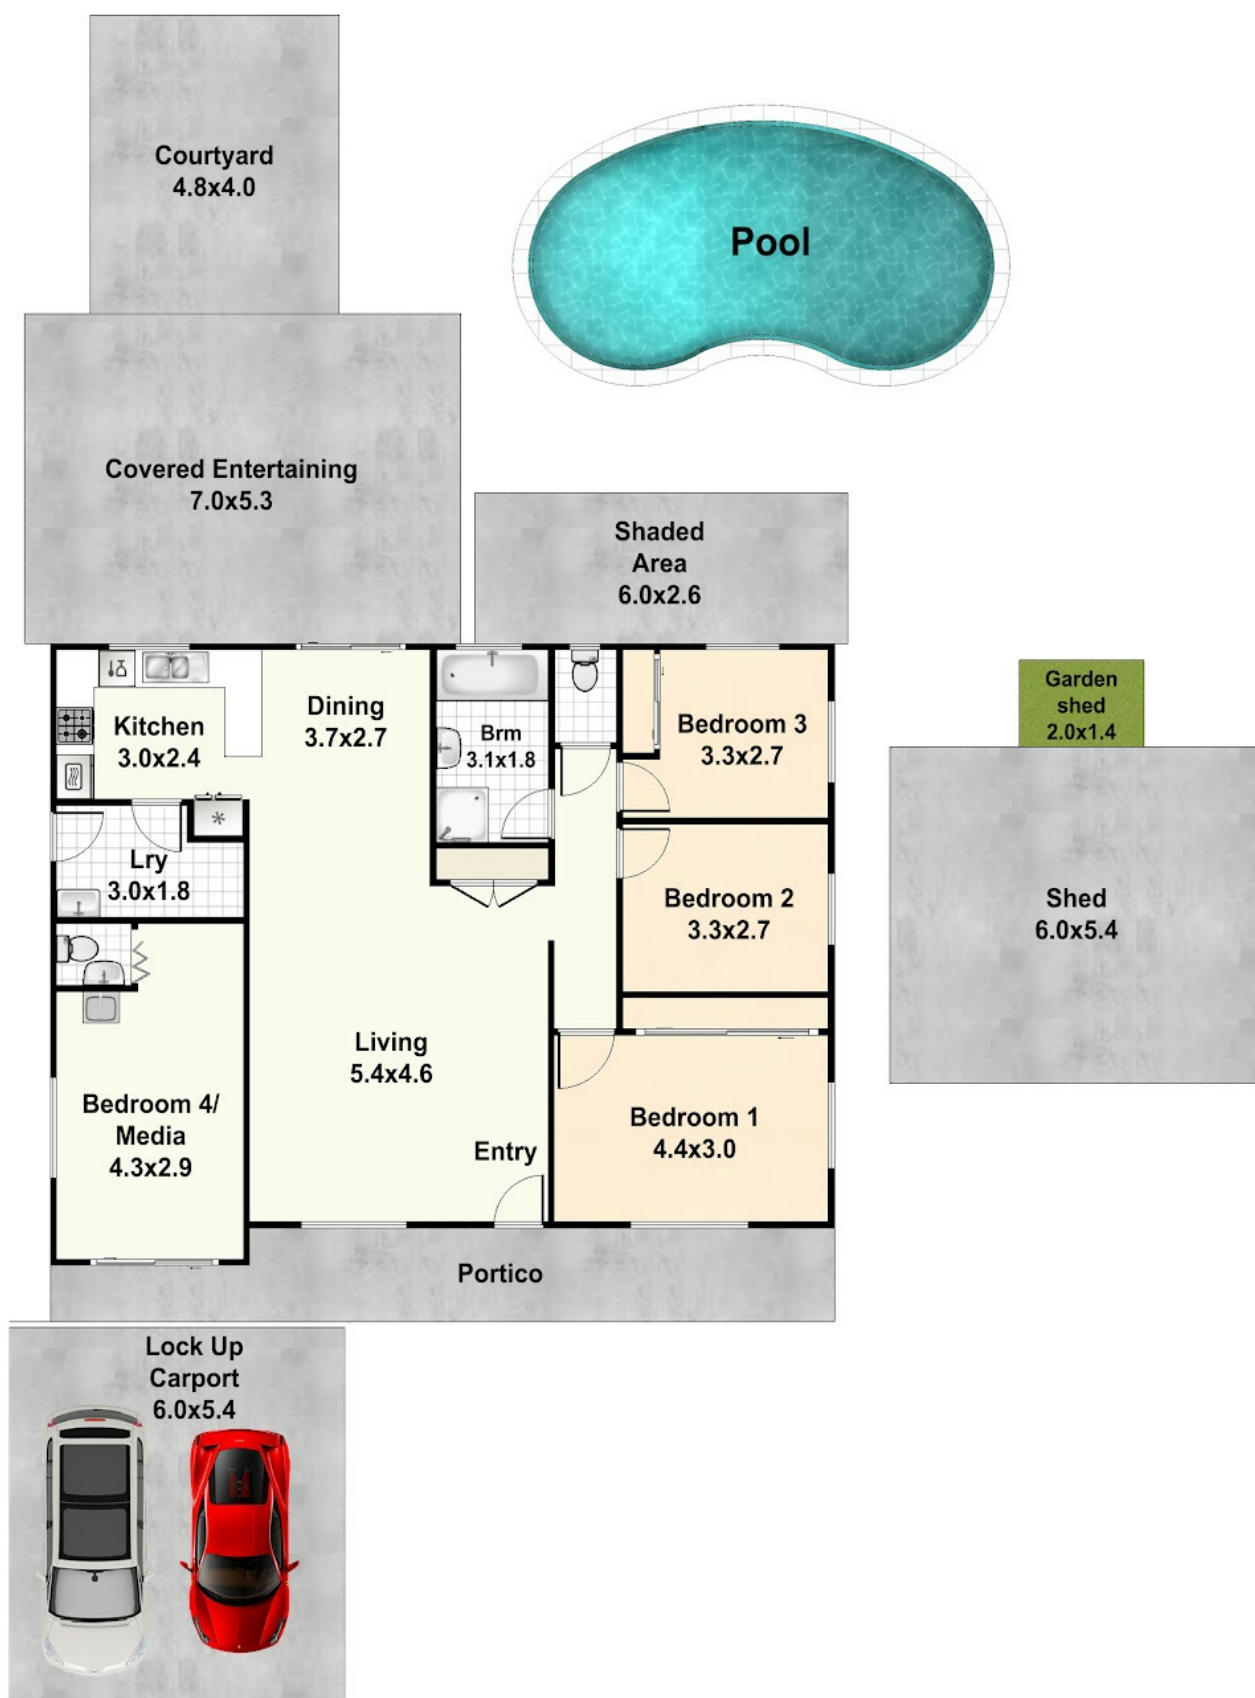 Courtyard
4.8x4.0
Pool
Covered Entertaining
7.0x5.3
Shaded
Area
6.0x2.6
Kitchen
3.0x2.4
Dining
3.7x2.7
Brm
3.1x1.8
Bedroom 3
3.3x2.7
Garden
shed
2.0x1.4
Lry
3.0x1.8
Bedroom 2
3.3x2.7
Shed
6.0x5.4
Living
5.4x4.6
Bedroom 4/
Media
4.3x2.9
Entry
Bedroom 1
4.4x3.0
Portico
Lock Up
Carport
6.0x5.4